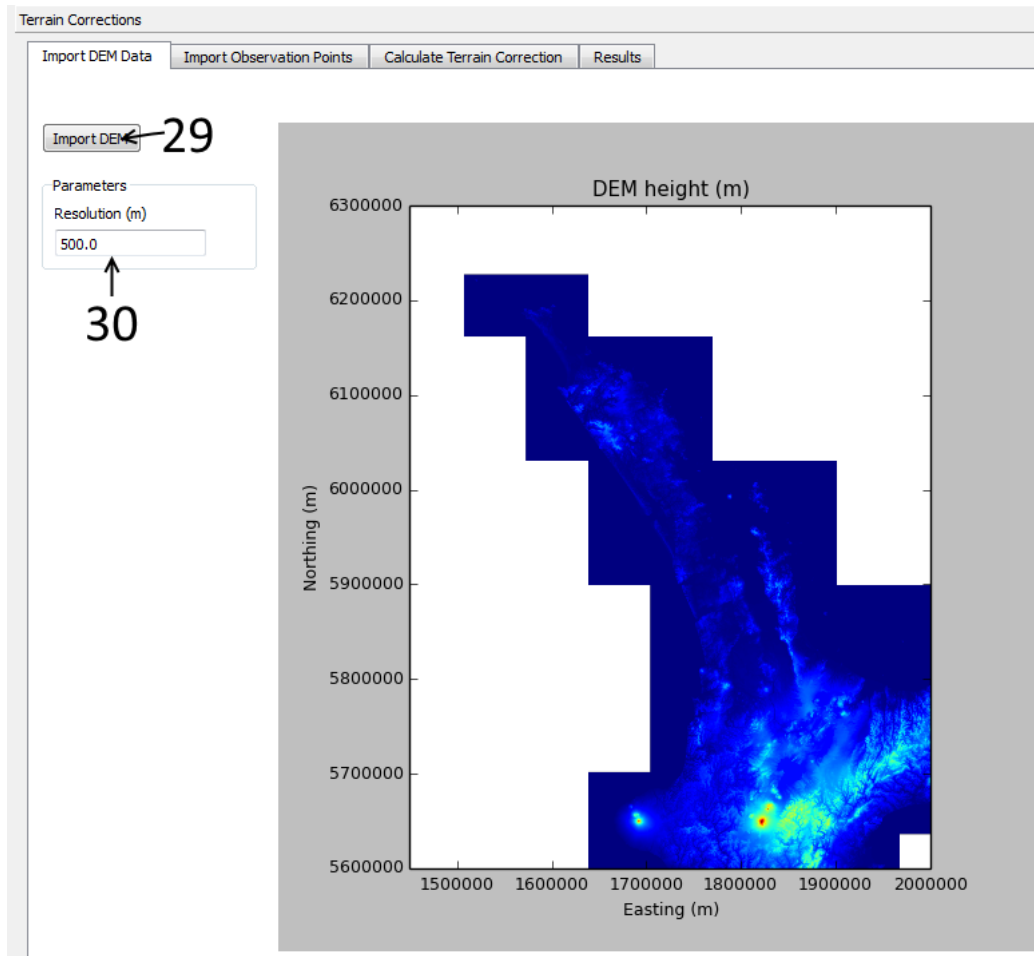 Terrain Corrections
Import DEM Data Import Observation Points Calculate Terrain Correction Results
Import DEM 29
Parameters
Resolution (m)
500.0
30
DEM height (m)
6300000
6200000
6100000
6000000
5900000
5800000
5700000
5600000
Northing (m)
1500000 1600000 1700000 1800000 1900000 2000000
Easting (m)